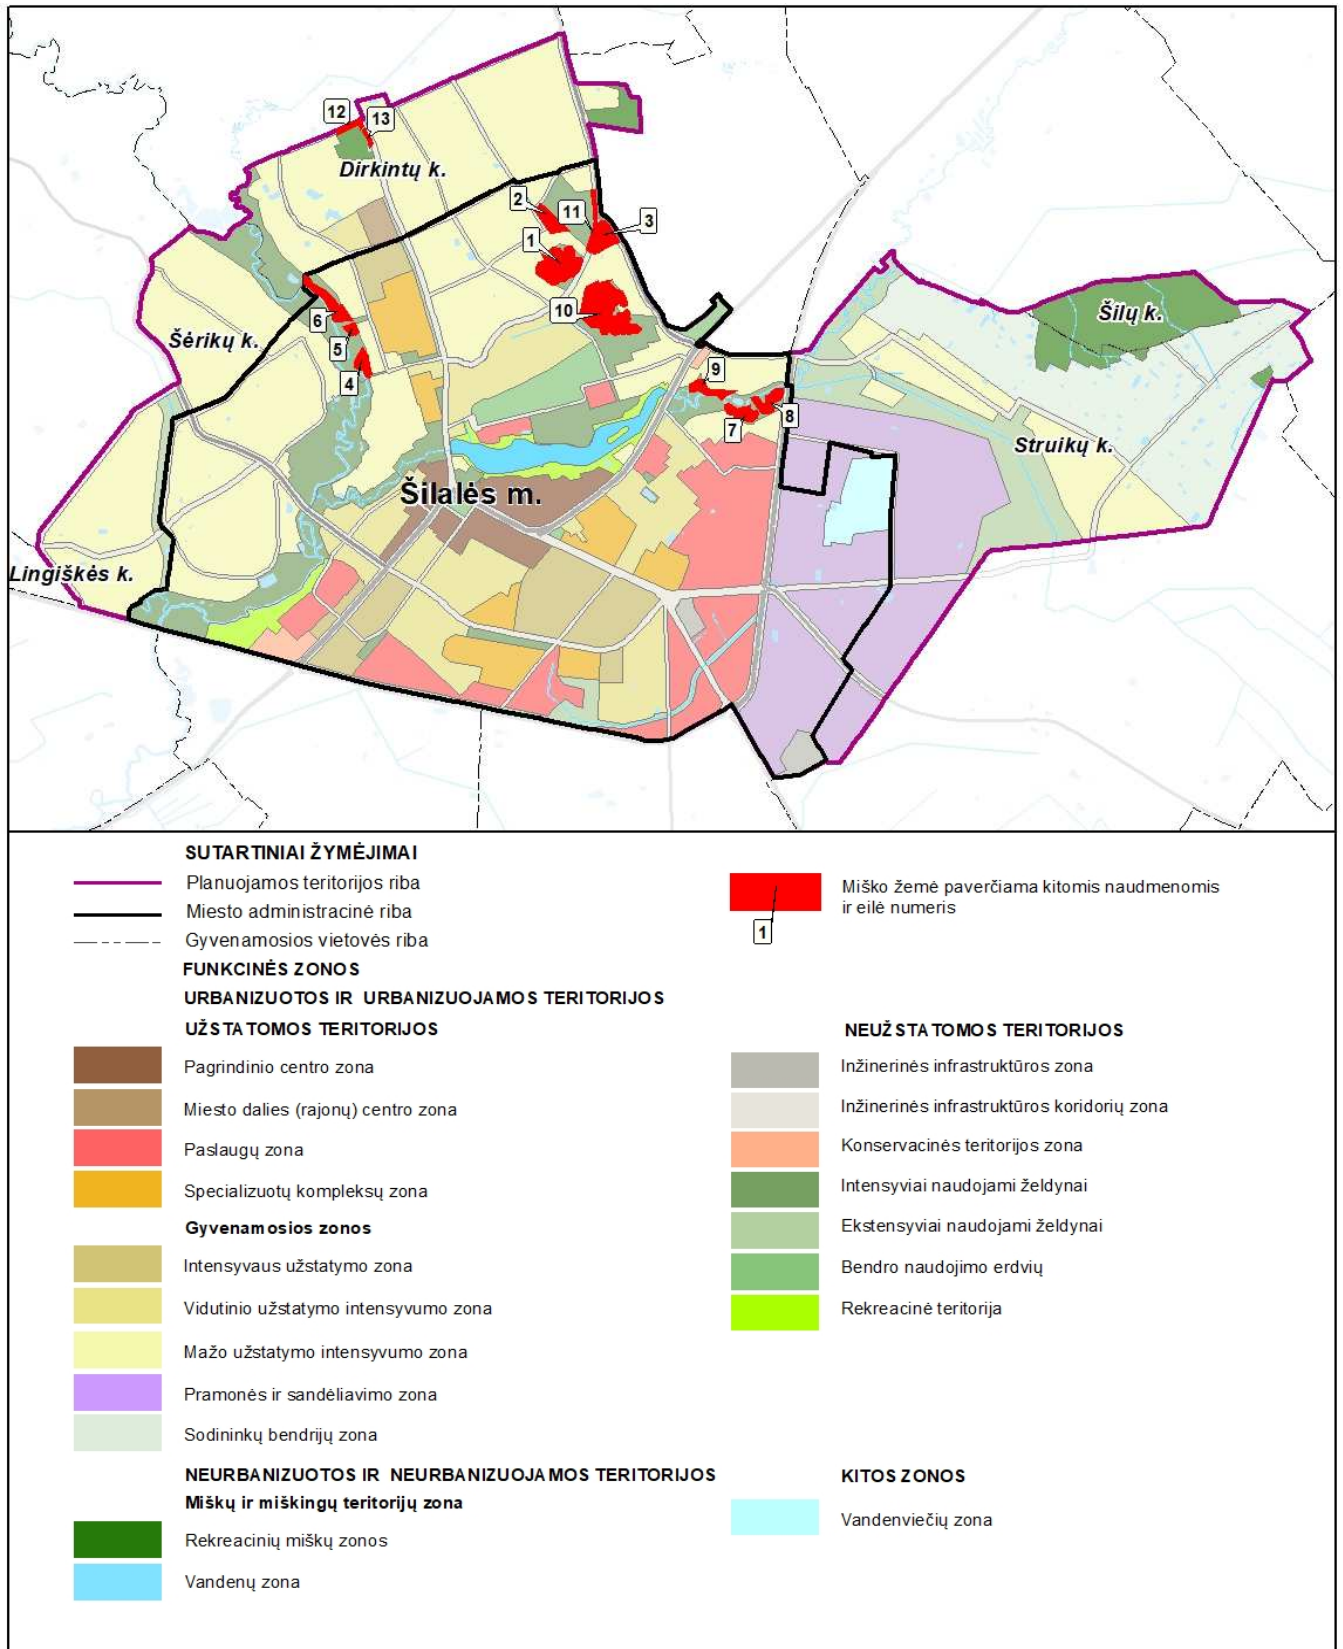 12
13
Dirkintų k.
2
11
3
1
10
Šėrikų k.
6
5
4
Šilų k.
9
8
7
Struikų k.
Šilalės m.
Lingiškės k.
SUTARTINIAI ŽYMĖJIMAI
Planuojamos teritorijos riba
Miesto administracinė riba
Gyvenamosios vietovės riba
Miško žemė paverčiama kitomis naudmenomis
ir eilė numeris
1
FUNKCINĖS ZONOS
URBANIZUOTOS IR URBANIZUOJAMOS TERITORIJOS
UŽSTATOMOS TERITORIJOS
Pagrindinio centro zona
Miesto dalies (rajonų) centro zona
Paslaugų zona
Specializuotų kompleksų zona
Gyvenamosios zonos
Intensyvaus užstatymo zona
Vidutinio užstatymo intensyvumo zona
Mažo užstatymo intensyvumo zona
Pramonės ir sandėliavimo zona
Sodininkų bendrijų zona
NEUŽSTATOMOS TERITORIJOS
Inžinerinės infrastruktūros zona
Inžinerinės infrastruktūros koridorių zona
Konservacinės teritorijos zona
Intensyviai naudojami želdynai
Ekstensyviai naudojami želdynai
Bendro naudojimo erdvių
Rekreacinė teritorija
NEURBANIZUOTOS IR NEURBANIZUOJAMOS TERITORIJOS
Miškų ir miškingų teritorijų zona
Rekreacinių miškų zonos
Vandenų zona
KITOS ZONOS
Vandenviečių zona